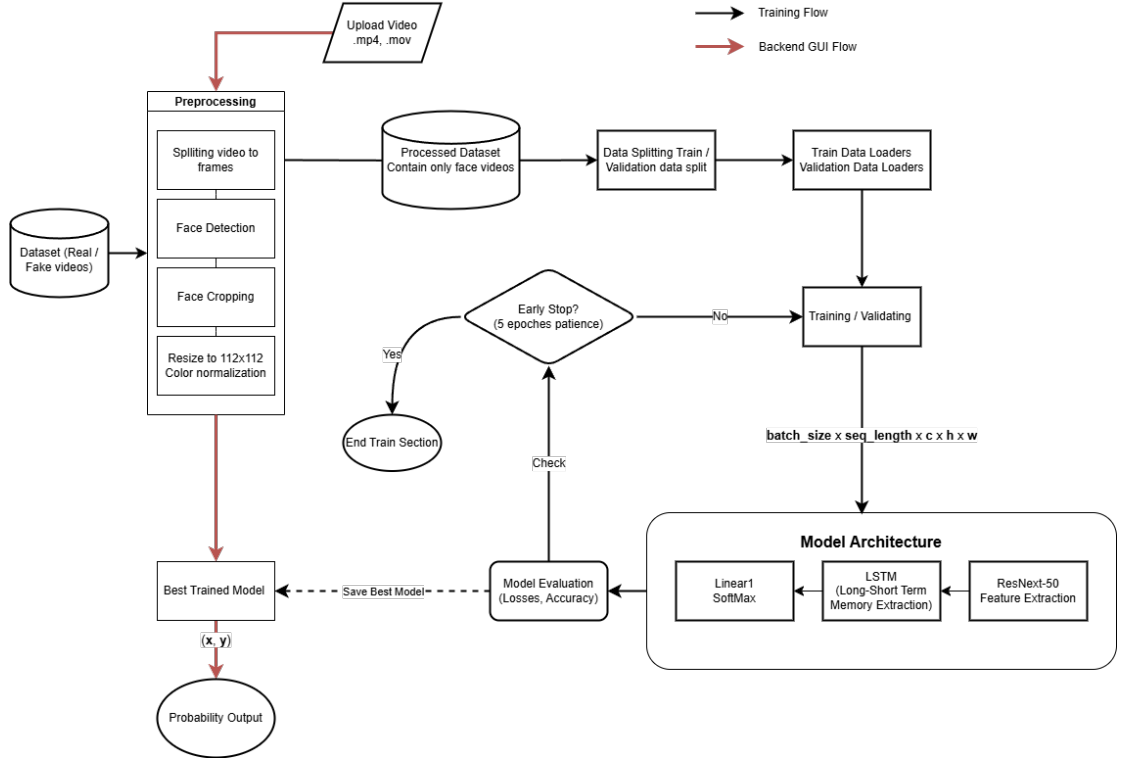 Upload Video
.mp4, .mov
Training Flow
Backend GUI Flow
Preprocessing
Splliting video to
frames
Face Detection
Face Cropping
Resize to 112x112
Color normalization
Dataset (Real /
Fake videos)
Processed Dataset
Contain only face videos
Data Splitting Train /
Validation data split
Train Data Loaders
Validation Data Loaders
Early Stop?
(5 epoches patience)
No
Training / Validating
Yes
End Train Section
batch_size x seq_length x c x h x w
Check
Model Architecture
Linear1
SoftMax
LSTM
(Long-Short Term
Memory Extraction)
ResNext-50
Feature Extraction
Model Evaluation
(Losses, Accuracy)
Save Best Model
Best Trained Model
(x, y)
Probability Output